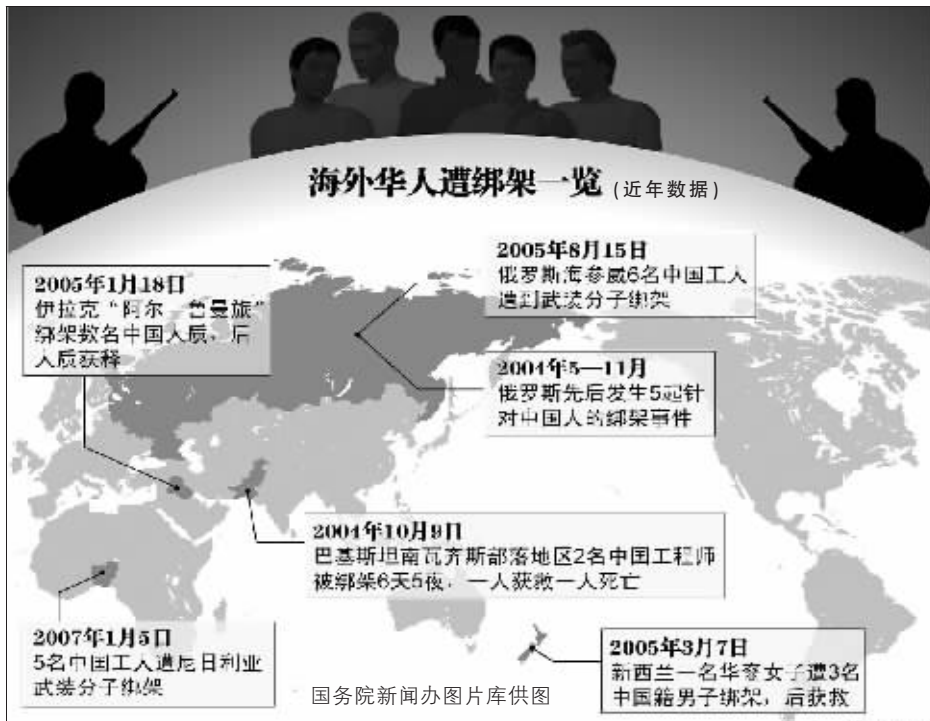 海外华人遭绑架一览 (近年数据)
2005年1月18日
伊拉克“阿尔—鲁曼旅”
绑架数名中国人质，后
人质获释
2005年8月15日
俄罗斯海参崴6名中国工人
遭到武装分子绑架
2004年5—11月
俄罗斯先后发生5起针
对中国人的绑架事件
2004年10月9日
巴基斯坦南瓦齐斯部落地区2名中国工程师
被绑架6天5夜，一人获救一人死亡
2007年1月5日
5名中国工人遭尼日利亚
武装分子绑架
2005年3月7日
新西兰一名华裔女子遭3名
中国籍男子绑架，后获救
国务院新闻办图片库供图